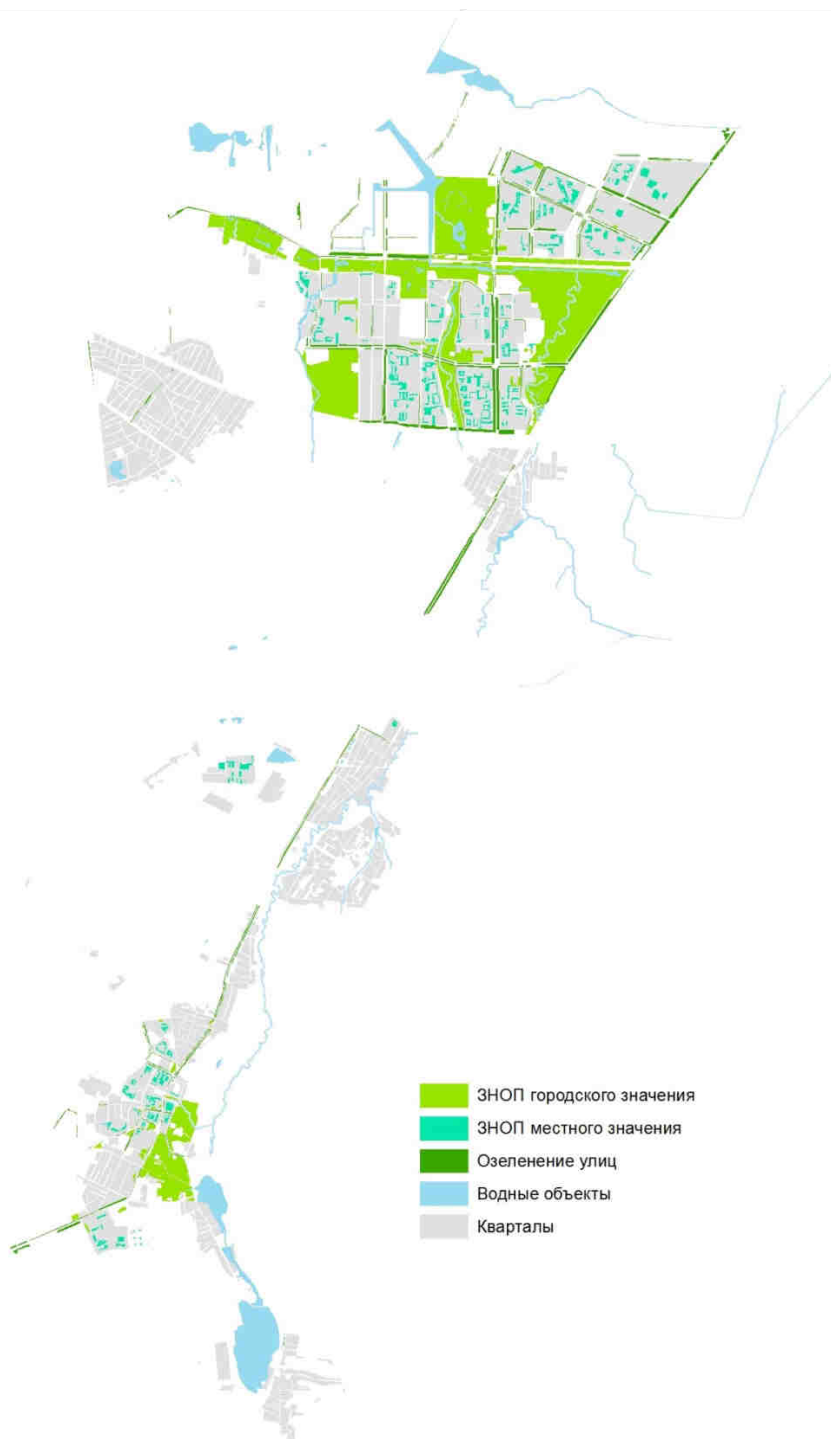 ЗНОП городского значения
ЗНОП местного значения
Озеленение улиц
Водные объекты
Кварталы